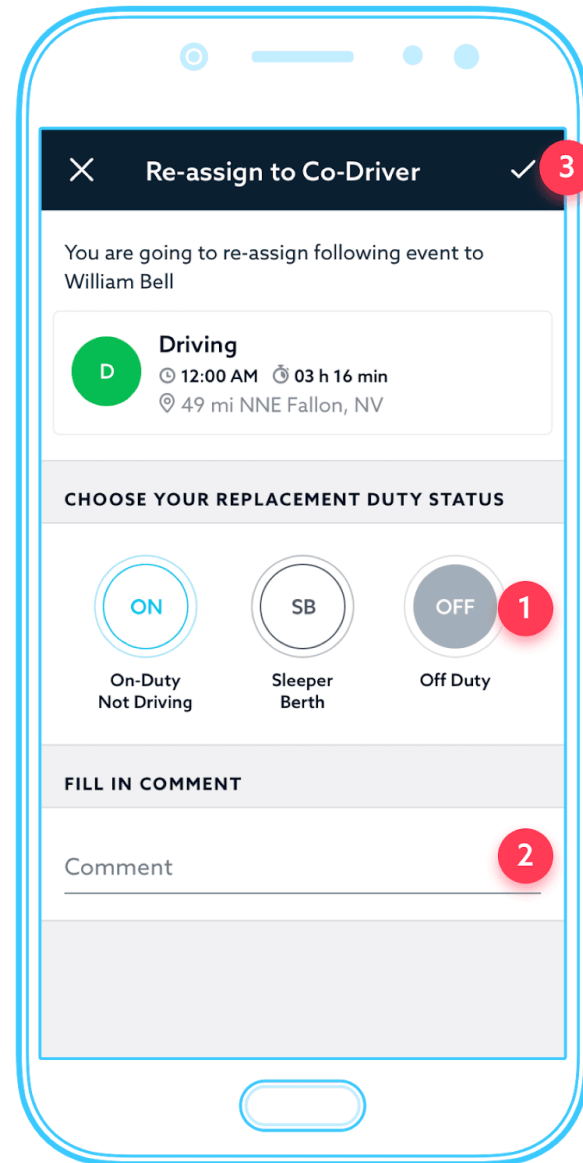 Re-assign to Co-Driver
3
You are going to re-assign following event to
William Bell
D
Driving
12:00 AM 03 h 16 min
49 mi NNE Fallon, NV
CHOOSE YOUR REPLACEMENT DUTY STATUS
ON SB OFF 1
On-Duty Sleeper Off Duty
Not Driving Berth
FILL IN COMMENT
Comment 2